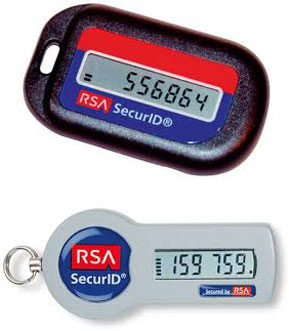 556864
RSA SecurID®
RSA
SecurID®
159 759.
Secured by RSA